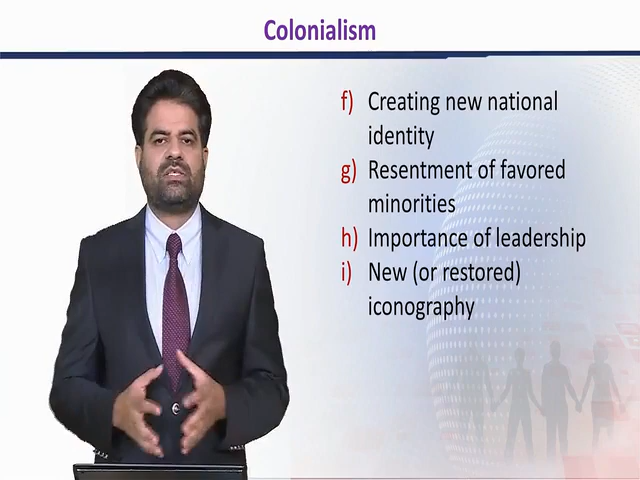 Colonialism
f) Creating new national
identity
g) Resentment of favored
minorities
h) Importance of leadership
i) New (or restored)
iconography